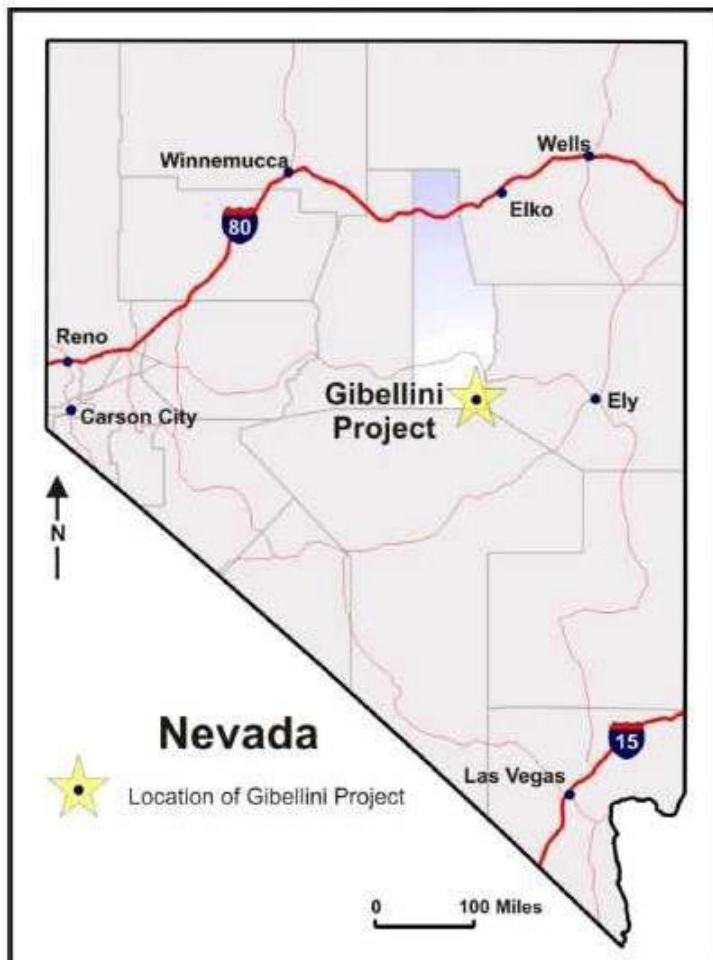 Winnemucca
Wells
Elko
80
Reno
Gibellini
Project
Ely
Carson City
N
Nevada
15
Las Vegas
Location of Gibellini Project
0 100 Miles